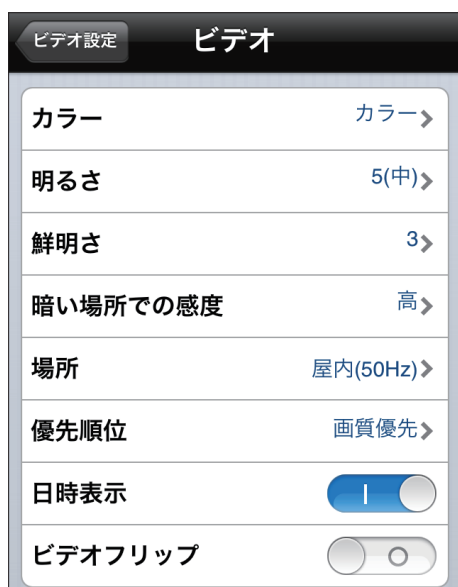 ビデオ設定
ビデオ
カラー カラー
明るさ 5(中)
鮮明さ 3
暗い場所での感度 高
場所 屋内(50Hz)
優先順位 画質優先
日時表示
ビデオフリップ